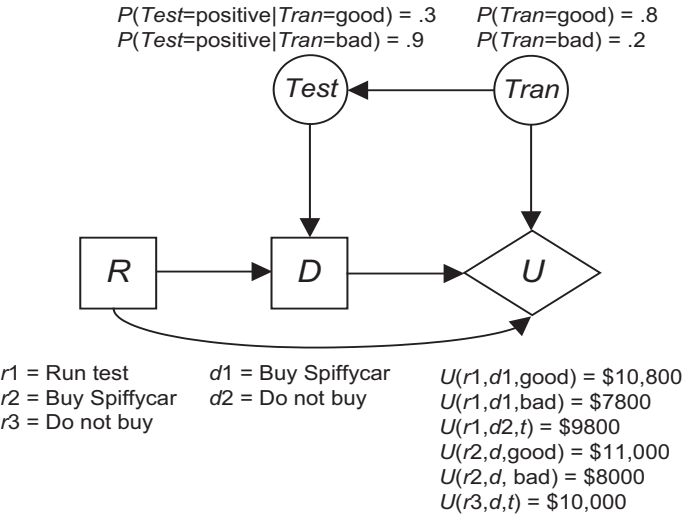 P(Test=positive|Tran=good) = .3 P(Tran=good) = .8
P(Test=positive|Tran=bad) = .9 P(Tran=bad) = .2
Test Tran
R D U
r1 = Run test d1 = Buy Spiffycar U(r1,d1,good) = $10,800
r2 = Buy Spiffycar d2 = Do not buy U(r1,d1,bad) = $7800
r3 = Do not buy U(r1,d2,t) = $9800
U(r2,d,good) = $11,000
U(r2,d, bad) = $8000
U(r3,d,t) = $10,000